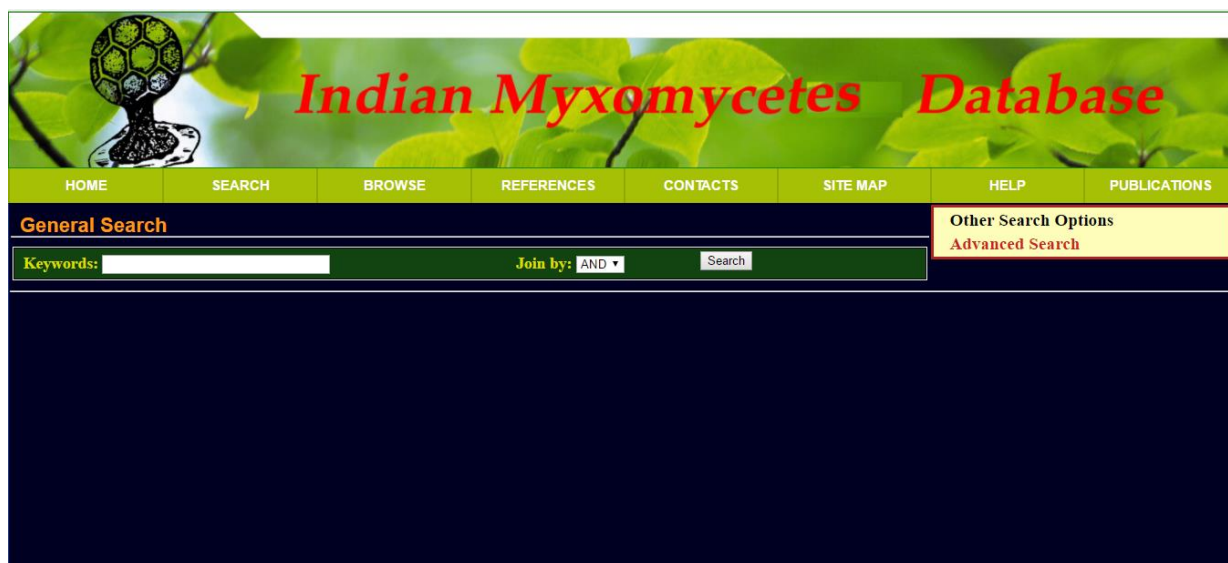 Indian Myxomycetes Database
HOME SEARCH BROWSE REFERENCES CONTACTS SITE MAP HELP PUBLICATIONS
General Search
Keywords: Join by: AND Search
Other Search Options
Advanced Search